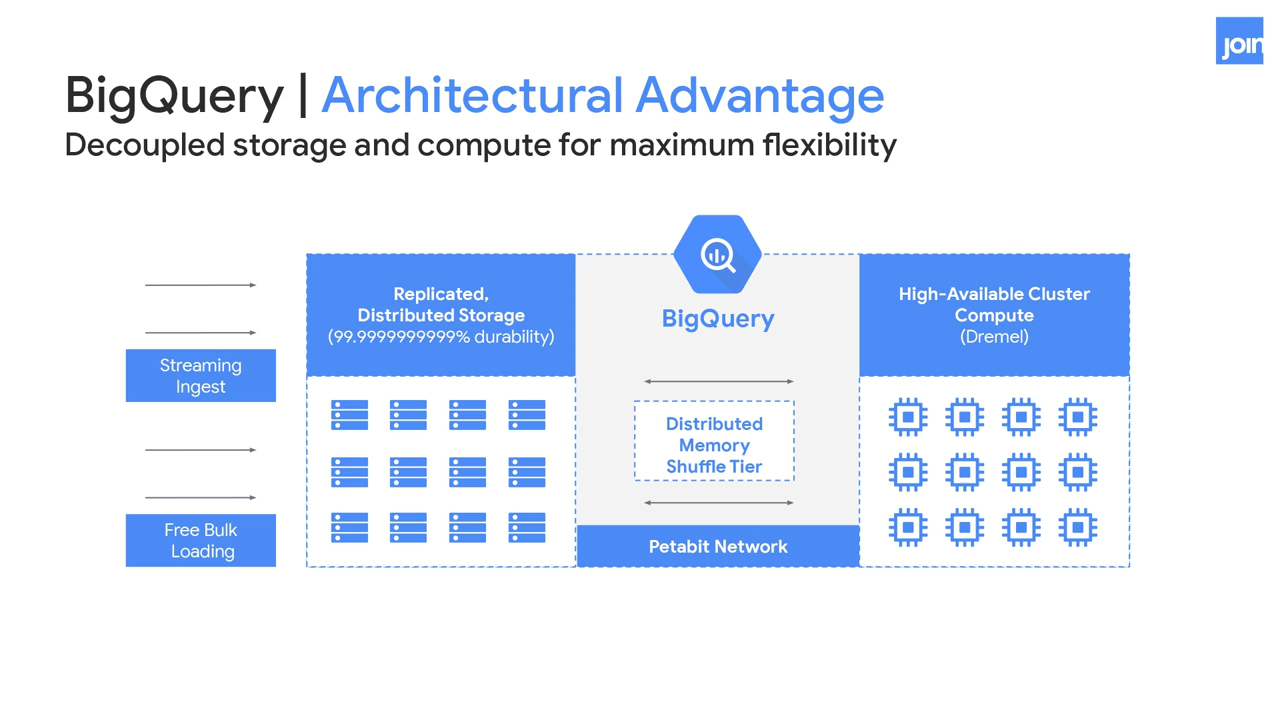 join
BigQuery | Architectural Advantage
Decoupled storage and compute for maximum flexibility
Streaming
Ingest
Free Bulk
Loading
Replicated,
Distributed Storage
(99.9999999999% durability)
BigQuery
Distributed
Memory
Shuffle Tier
Petabit Network
High-Available Cluster
Compute
(Dremel)